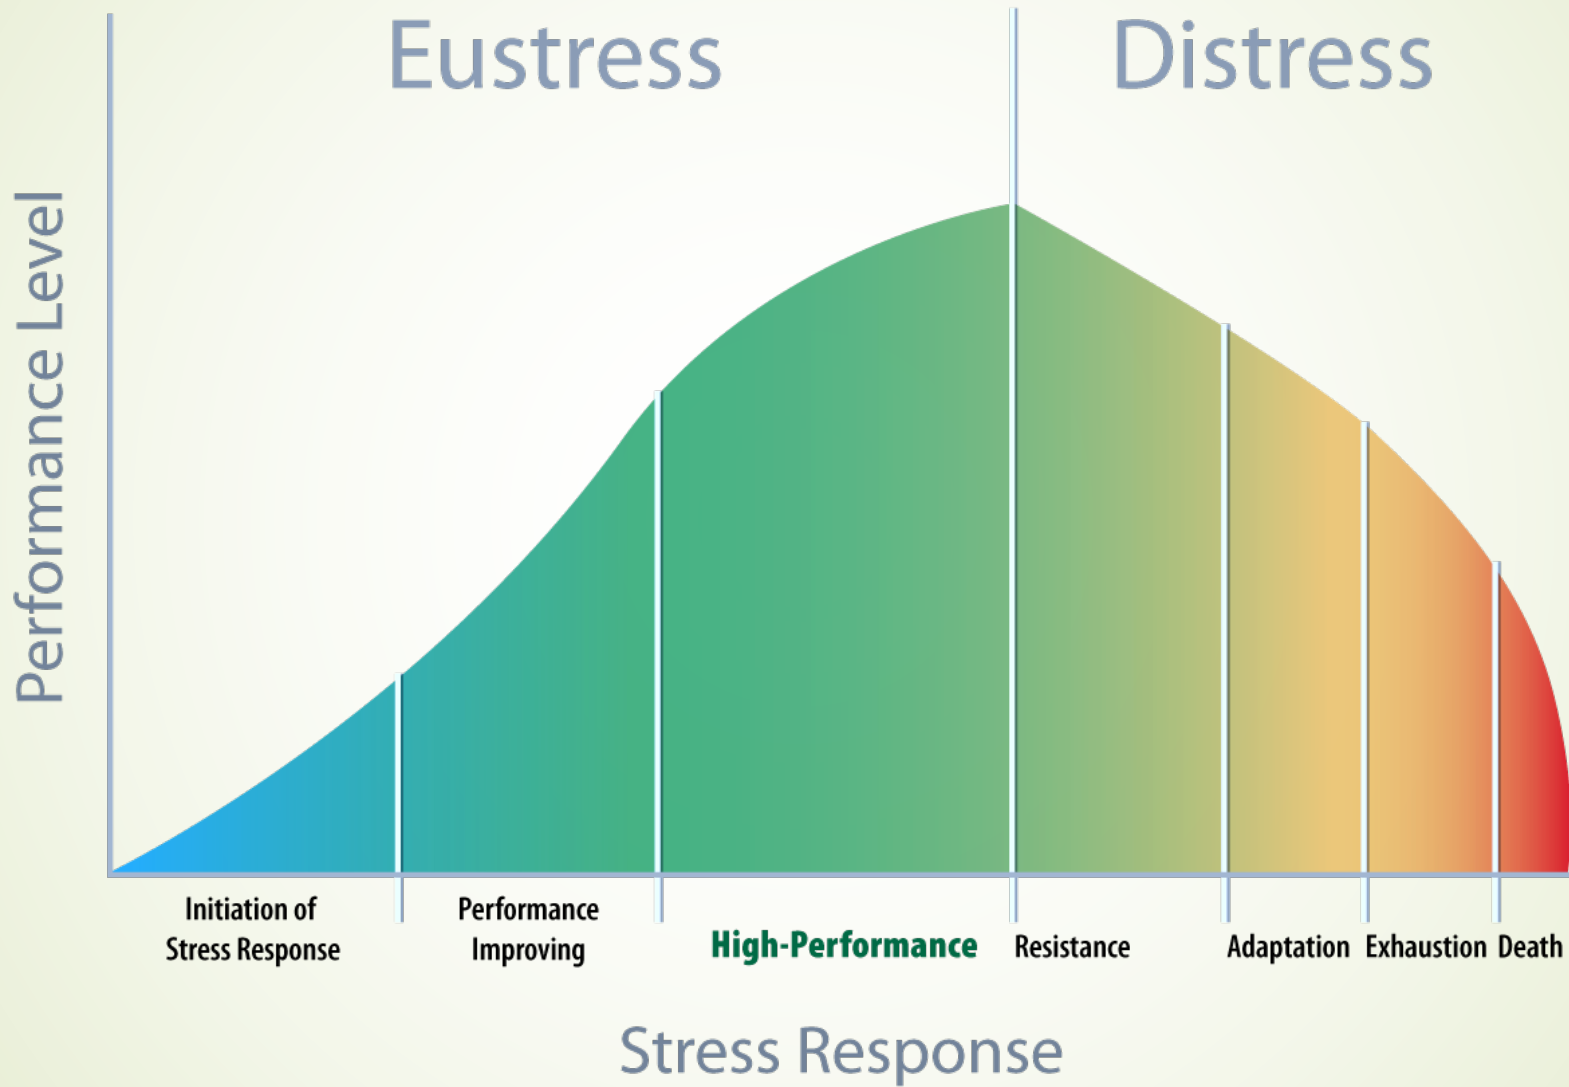 Eustress
Distress
Performance Level
Initiation of
Stress Response
Performance
Improving
High-Performance
Resistance
Adaptation
Exhaustion
Death
Stress Response